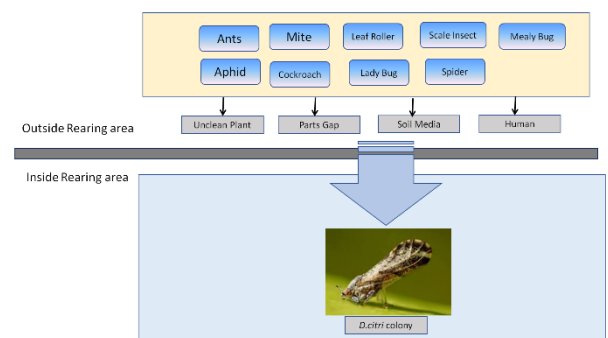 Ants
Mite
Leaf Roller
Scale Insect
Mealy Bug
Aphid
Cockroach
Lady Bug
Spider
Outside Rearing area
Unclean Plant
Parts Gap
Soil Media
Human
Inside Rearing area
D.citri colony